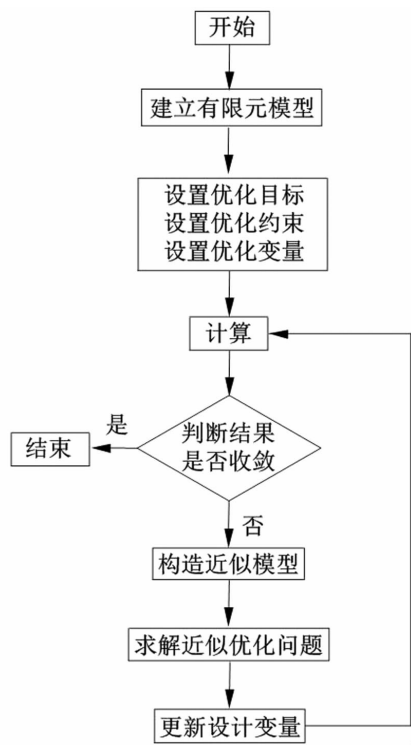 开始
建立有限元模型
设置优化目标
设置优化约束
设置优化变量
计算
判断结果
是否收敛
是
结束
否
构造近似模型
求解近似优化问题
更新设计变量